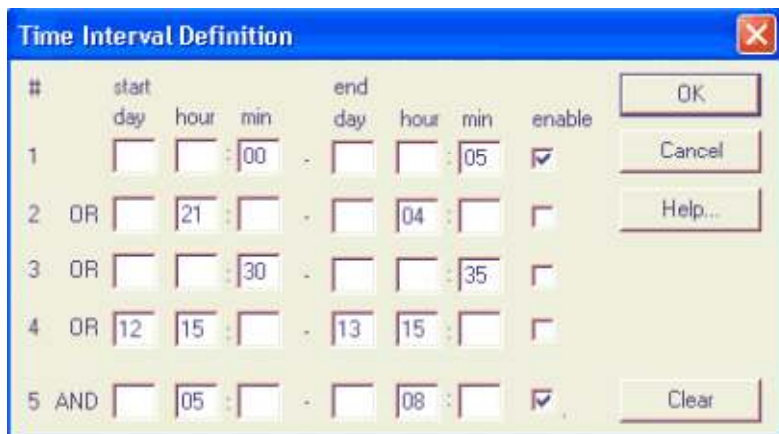 Time Interval Definition
# start end OK
day hour min day hour min enable
1 :00 - :05 Cancel
2 OR 21 : - 04 : Help...
3 OR :30 - :35
4 OR 12 15 : - 13 15 :
5 AND 05 : - 08 : Clear